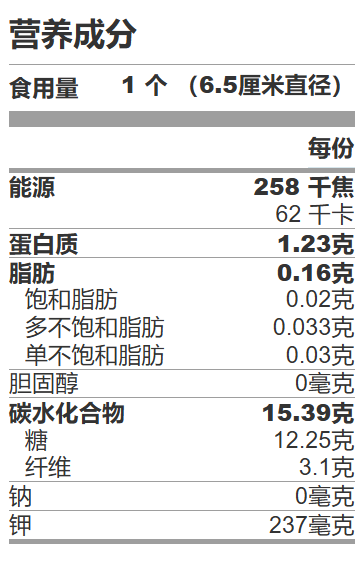 营养成分
食用量 1 个 （6.5厘米直径）
每份
能源 258 千焦
62 千卡
蛋白质 1.23克
脂肪 0.16克
饱和脂肪 0.02克
多不饱和脂肪 0.033克
单不饱和脂肪 0.03克
胆固醇 0毫克
碳水化合物 15.39克
糖 12.25克
纤维 3.1克
钠 0毫克
钾 237毫克